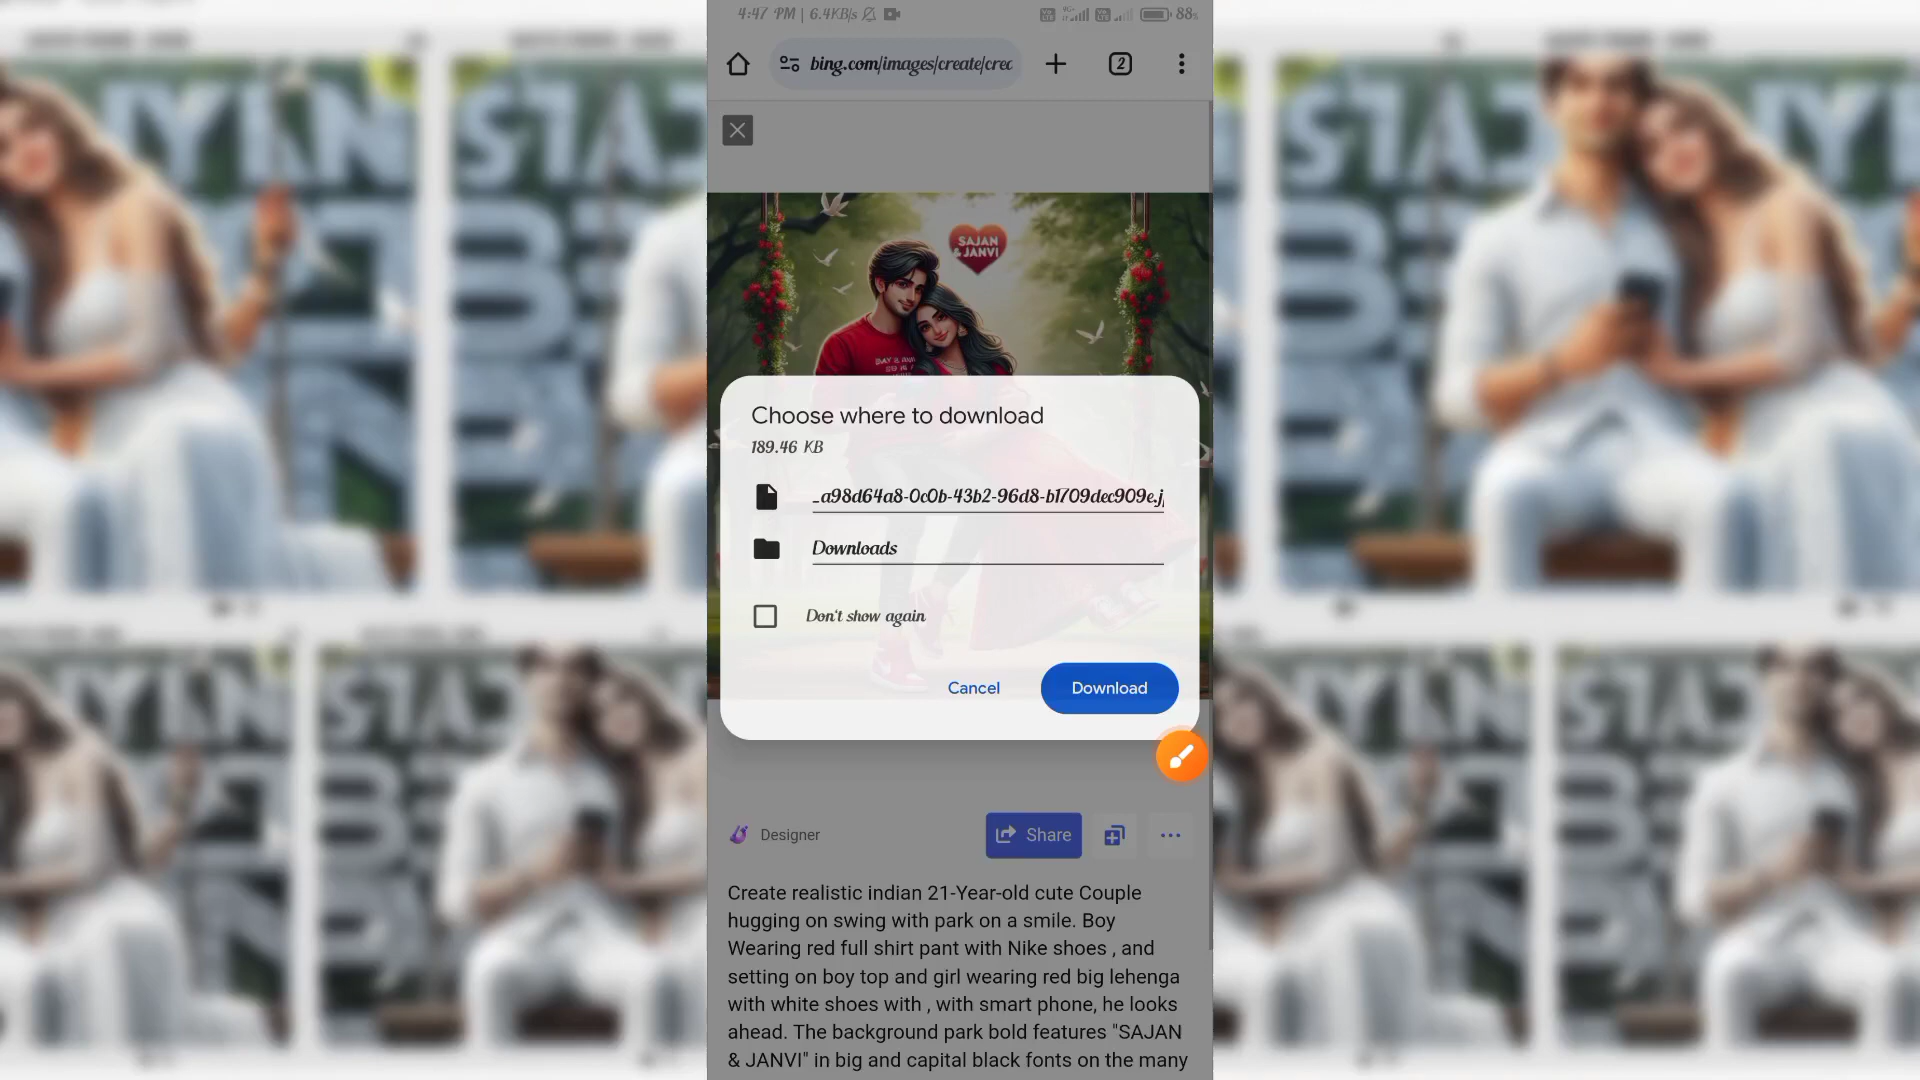 4:47 PM | 6.4KB/s
88%
bing.com/images/create/crec
2
SAJAN
& JANVI
Choose where to download
189.46 KB
_a98d64a8-0c0b-43b2-96d8-b1709dec909e.j
Downloads
Don't show again
Cancel
Download
Designer
Share
Create realistic indian 21-Year-old cute Couple
hugging on swing with park on a smile. Boy
Wearing red full shirt pant with Nike shoes , and
setting on boy top and girl wearing red big lehenga
with white shoes with , with smart phone, he looks
ahead. The background park bold features "SAJAN
& JANVI" in big and capital black fonts on the many